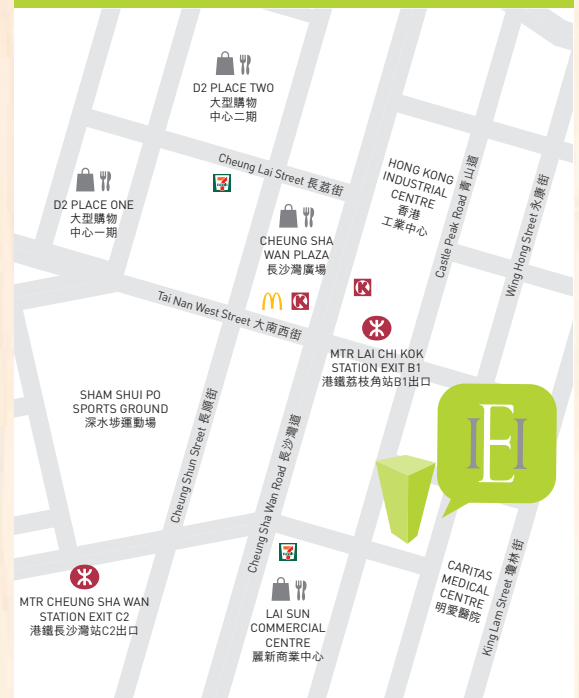 D2 PLACE TWO
大型購物
中心二期
Cheung Lai Street 長荔街
7 ELEVEN
D2 PLACE ONE
大型購物
中心一期
HONG KONG
INDUSTRIAL
CENTRE
香港
工業中心
Castle Peak Road 青山道
Wing Hong Street 永康街
CHEUNG SHA
WAN PLAZA
長沙灣廣場
K
K
Tai Nan West Street 大南西街
MTR LAI CHI KOK
STATION EXIT B1
港鐵荔枝角站B1出口
SHAM SHUI PO
SPORTS GROUND
深水埗運動場
Cheung Shun Street 長順街
Cheung Sha Wan Road 長沙灣道
IEI
7 ELEVEN
MTR CHEUNG SHA WAN
STATION EXIT C2
港鐵長沙灣站C2出口
LAI SUN
COMMERCIAL
CENTRE
麗新商業中心
CARITAS
MEDICAL
CENTRE
明愛醫院
King Lam Street 瓊林街